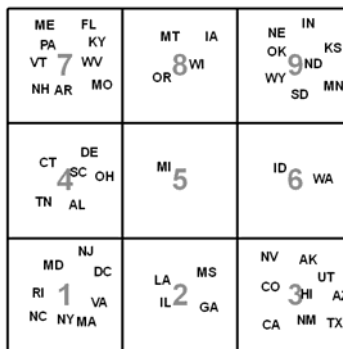 ME FL
PA KY
VT 7 WV
NH AR MO
MT IA
8 WI
OR
NE IN
OK KS
9 ND
WY MN
SD
CT DE
4 SC OH
TN AL
MI 5
ID 6 WA
NJ
MD DC
RI 1 VA
NC NY MA
LA MS
IL 2 GA
NV AK
UT
CO 3 HI AZ
CA NM TX